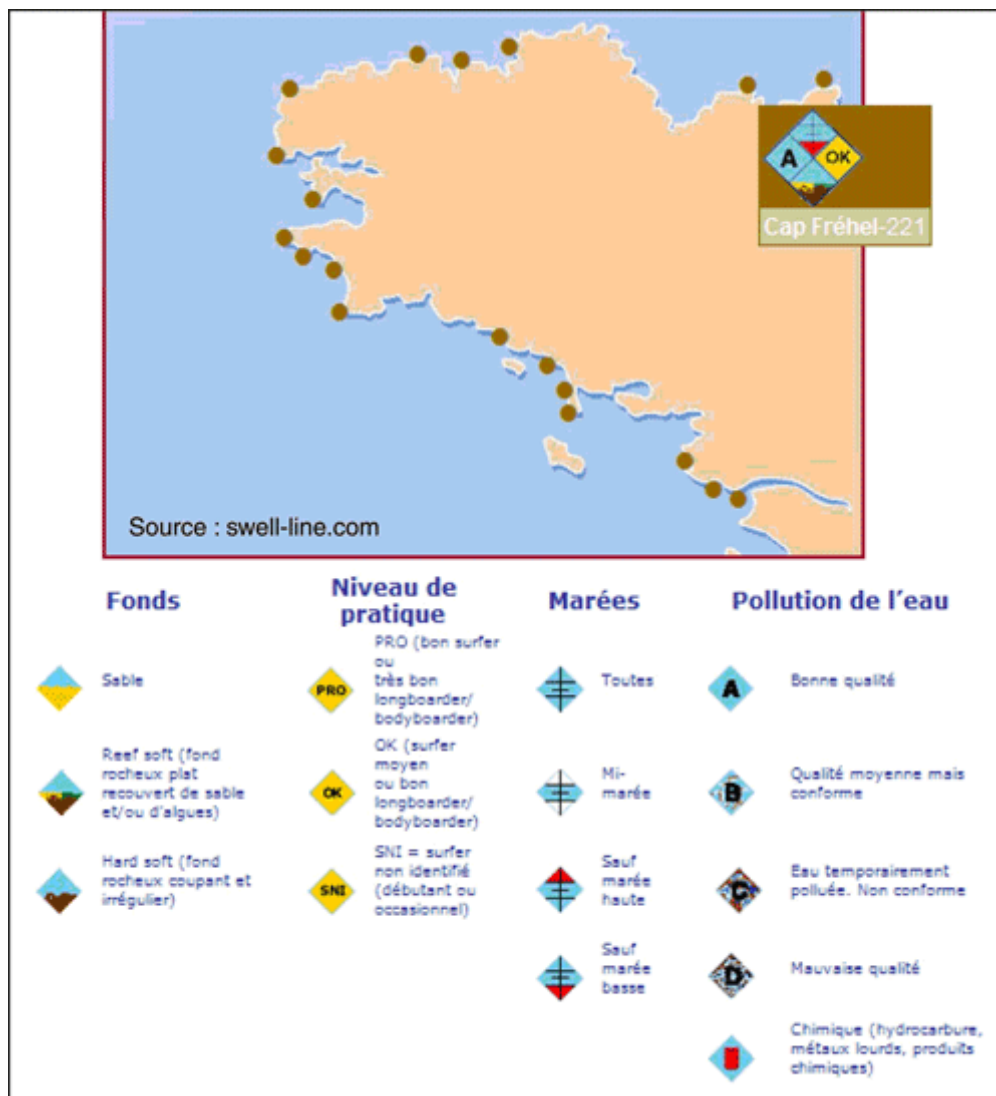 A
OK
Cap Fréhel-221
Source : swell-line.com
Fonds
Sable
Reef soft (fond
rocheux plat
recouvert de sable
et/ou d'algues)
Hard soft (fond
rocheux coupant et
irrégulier)
Niveau de
pratique
PRO
PRO (bon surfer
ou
très bon
longboarder/
bodyboarder)
OK
OK (surfer
moyen
ou bon
longboarder/
bodyboarder)
SNI
SNI = surfer
non identifié
(débutant ou
occasionnel)
Marées
Toutes
Mi-
marée
Sauf
marée
haute
Sauf
marée
basse
Pollution de l'eau
A
Bonne qualité
B
Qualité moyenne mais
conforme
C
Eau temporairement
polluée. Non conforme
D
Mauvaise qualité
Chimique (hydrocarbure,
métaux lourds, produits
chimiques)